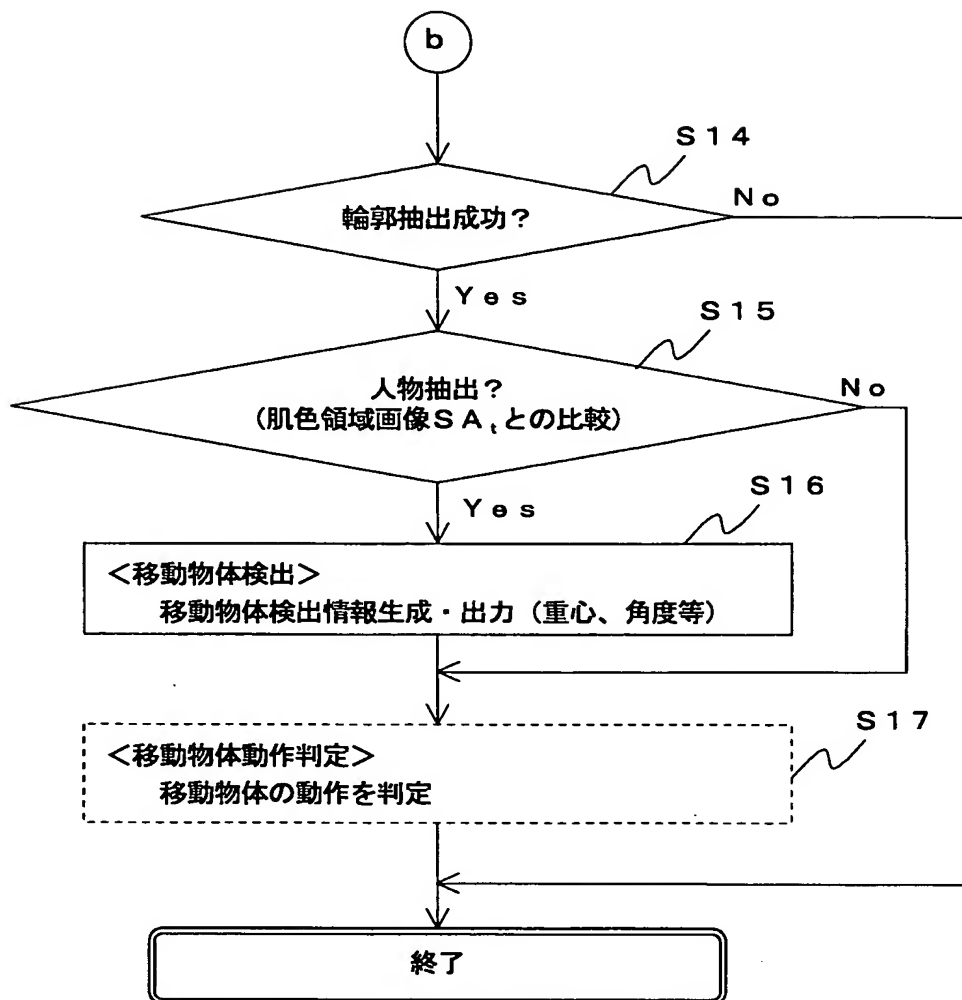 b
S14
輪郭抽出成功？
No
Yes
S15
人物抽出？
(肌色領域画像SAtとの比較)
No
Yes
S16
＜移動物体検出＞
移動物体検出情報生成・出力（重心、角度等）
S17
＜移動物体動作判定＞
移動物体の動作を判定
終了